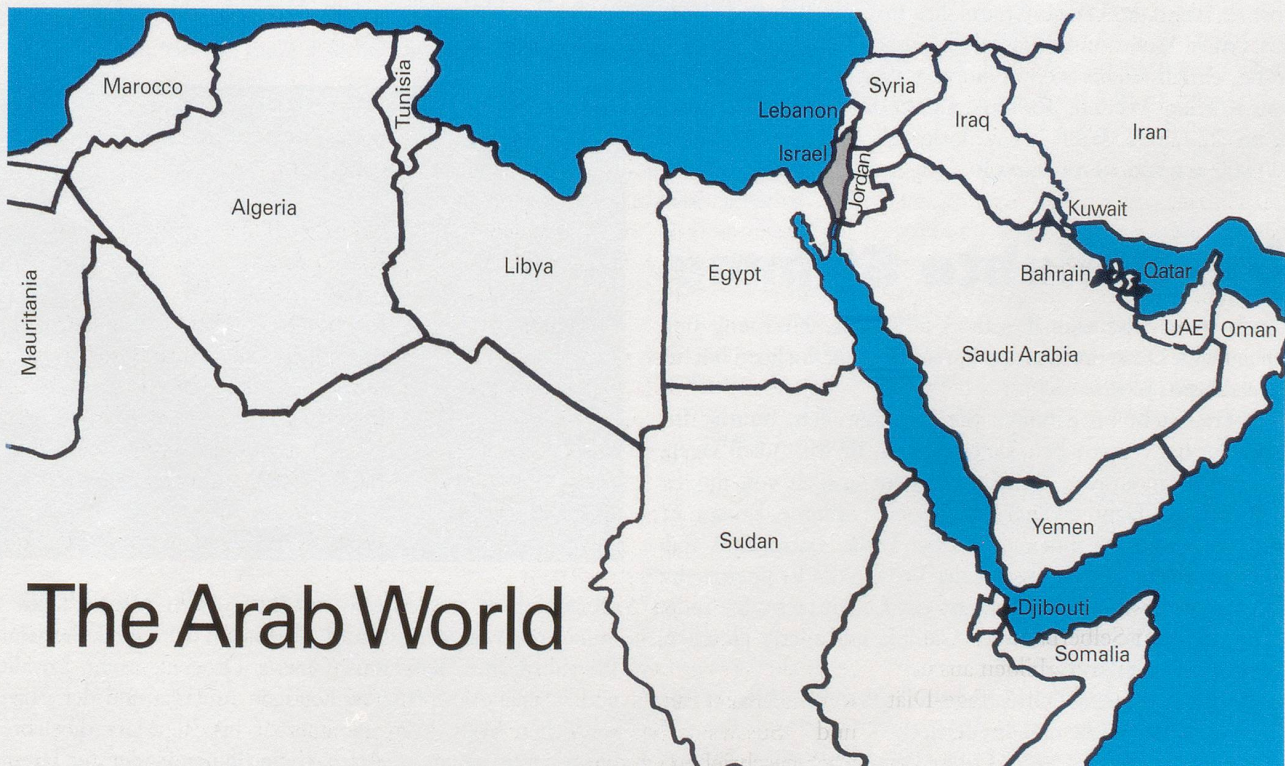 Marocco
Tunisia
Syria
Lebanon
Iraq
Iran
Israel
Jordan
Algeria
Kuwait
Libya
Egypt
Bahrain
Qatar
Mauritania
UAE
Oman
Saudi Arabia
Yemen
Sudan
The Arab World
Djibouti
Somalia